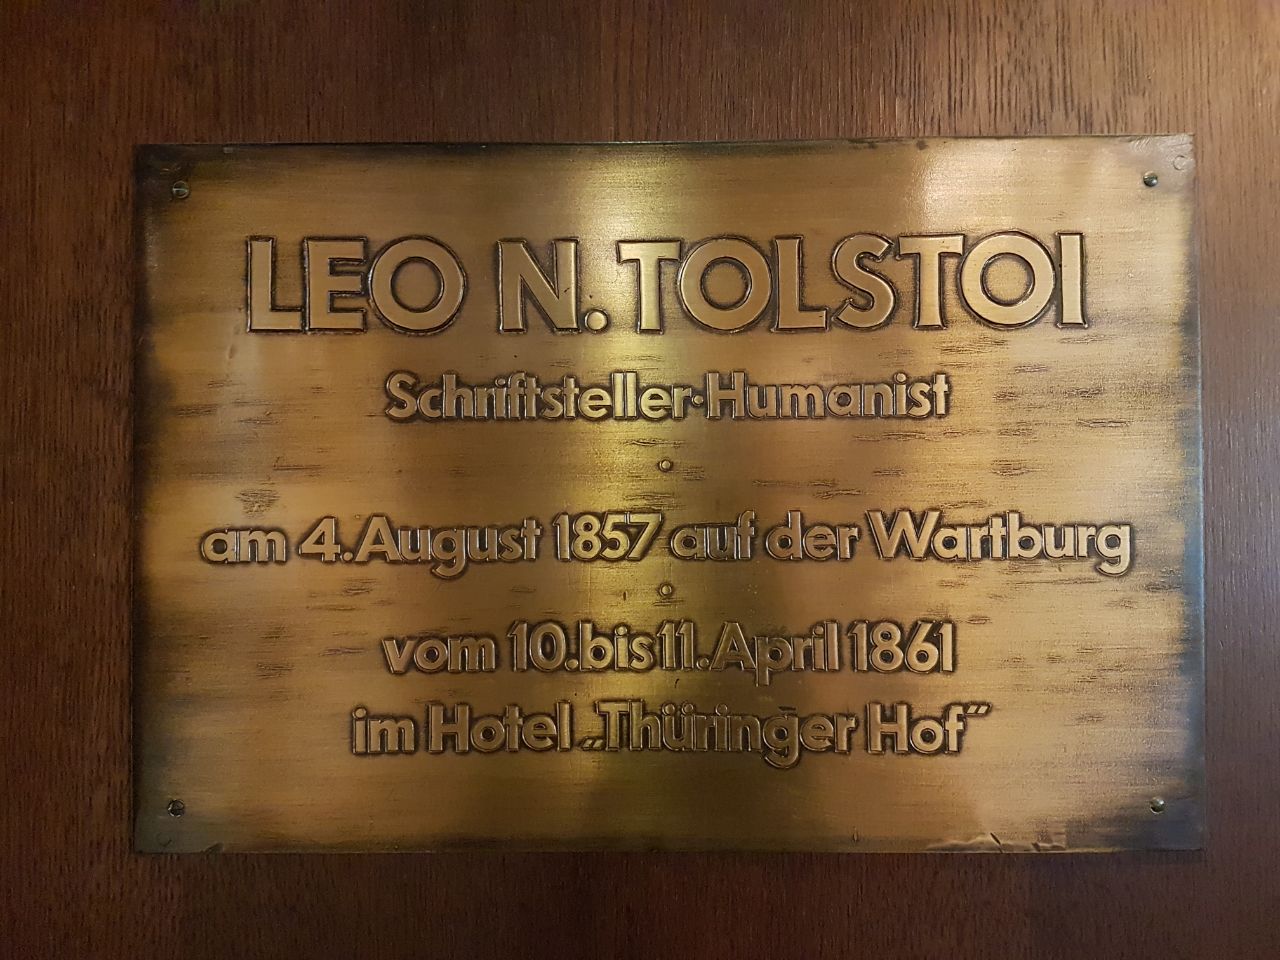 LEO N. TOLSTOI
Schriftsteller·Humanist
am 4. August 1857 auf der Wartburg
vom 10. bis 11. April 1861
im Hotel „Thüringer Hof“